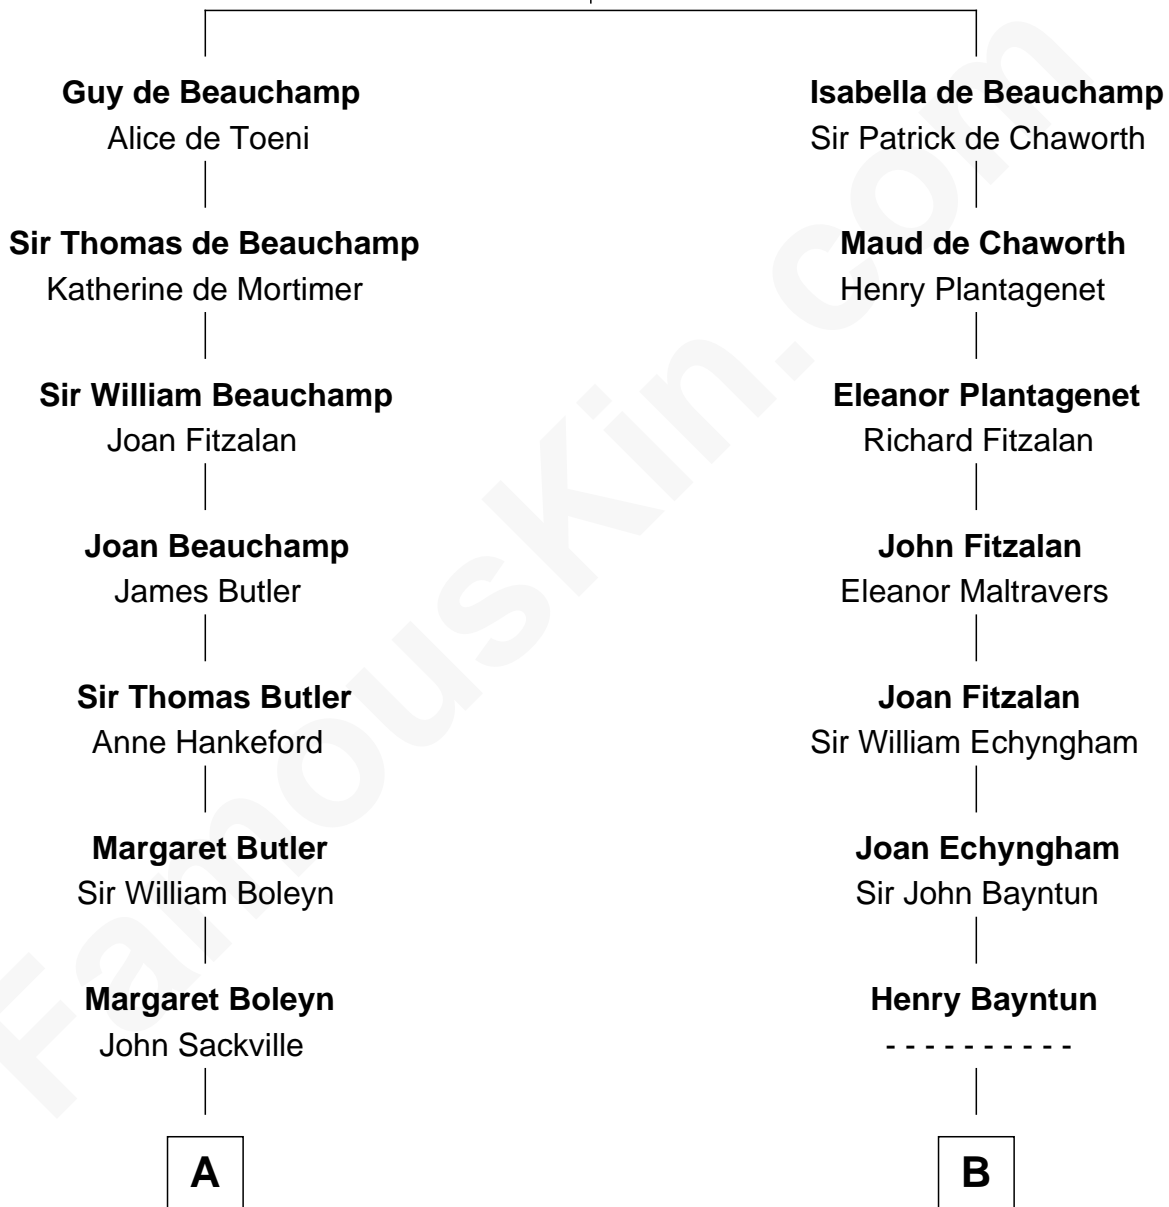 Guy de Beauchamp
Alice de Toeni
Sir Thomas de Beauchamp
Katherine de Mortimer
Sir William Beauchamp
Joan Fitzalan
Joan Beauchamp
James Butler
Sir Thomas Butler
Anne Hankeford
Margaret Butler
Sir William Boleyn
Margaret Boleyn
John Sackville
A
Isabella de Beauchamp
Sir Patrick de Chaworth
Maud de Chaworth
Henry Plantagenet
Eleanor Plantagenet
Richard Fitzalan
John Fitzalan
Eleanor Maltravers
Joan Fitzalan
Sir William Echyngham
Joan Echyngham
Sir John Bayntun
Henry Bayntun
- - - - - - - - - -
B
FamousKin.com